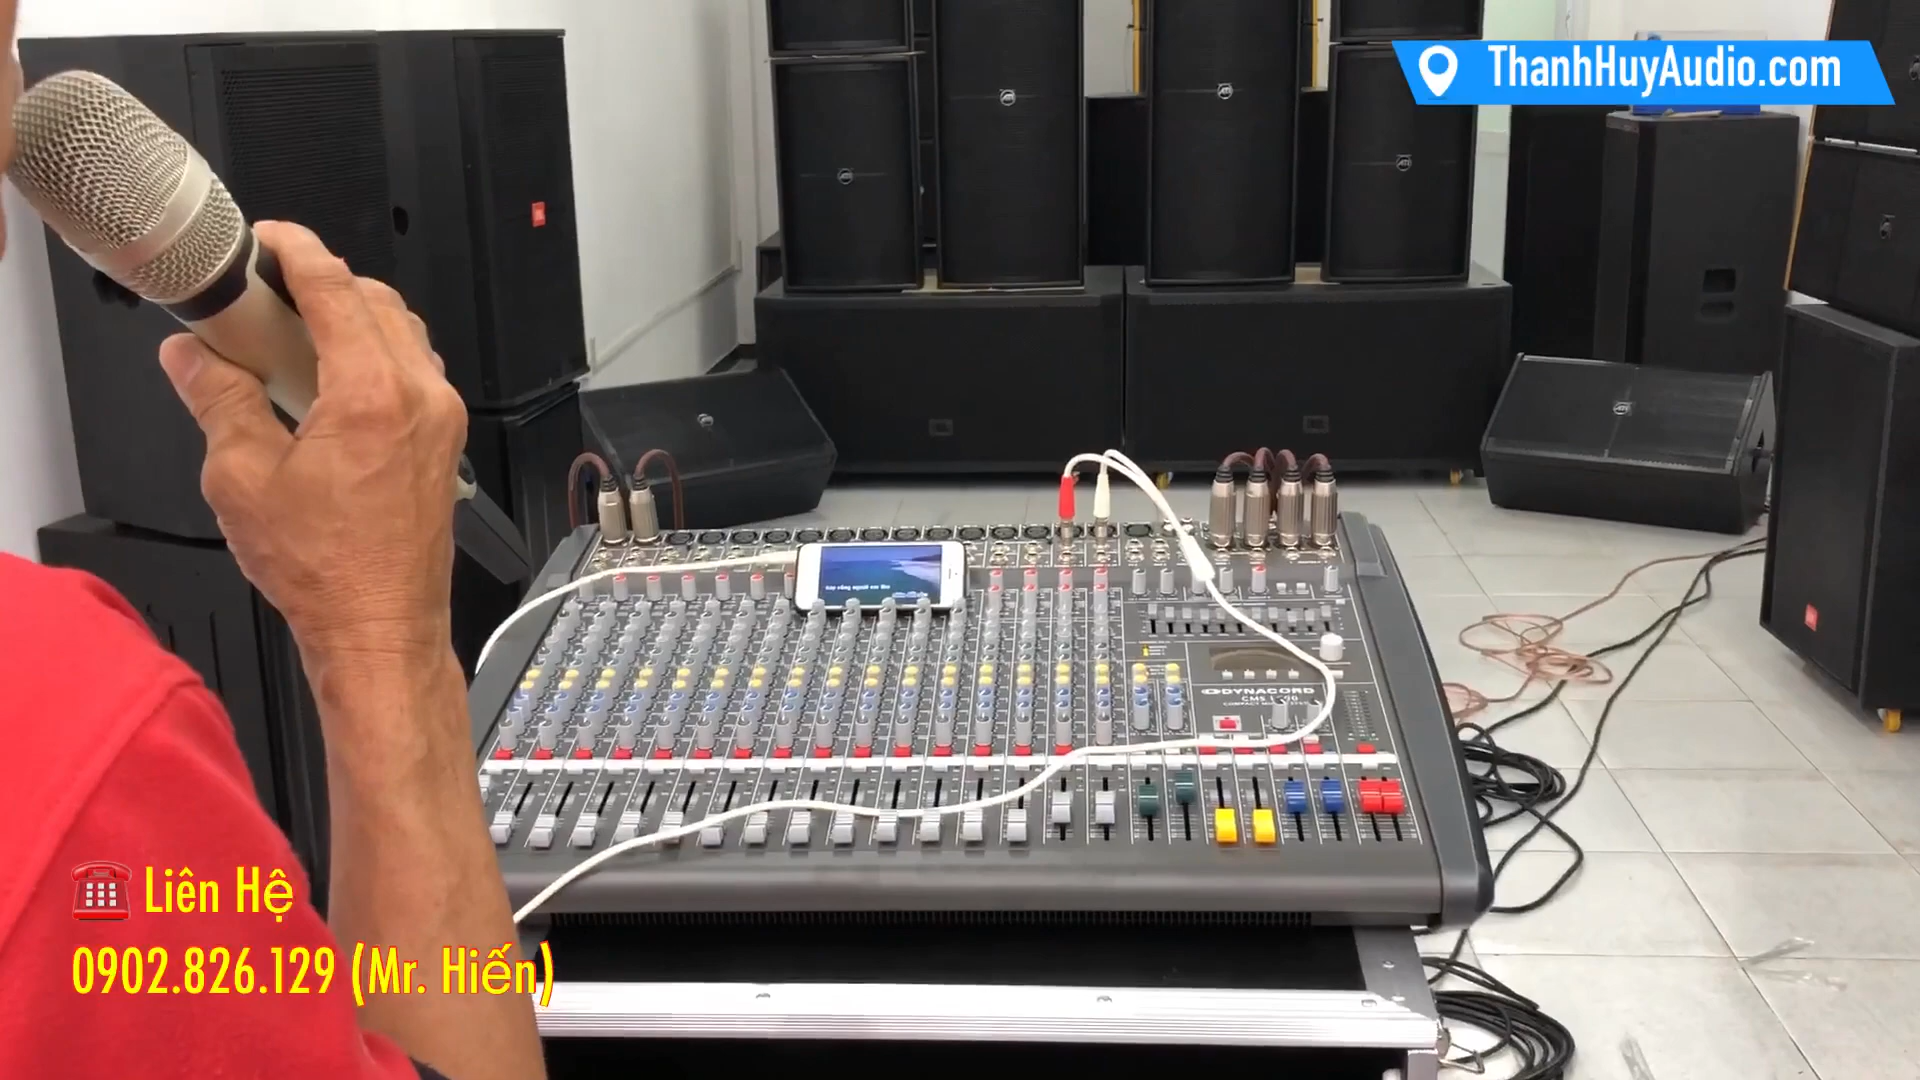 ThanhHuyAudio.com
DYNACORD
Liên Hệ
0902.826.129 (Mr. Hiến)